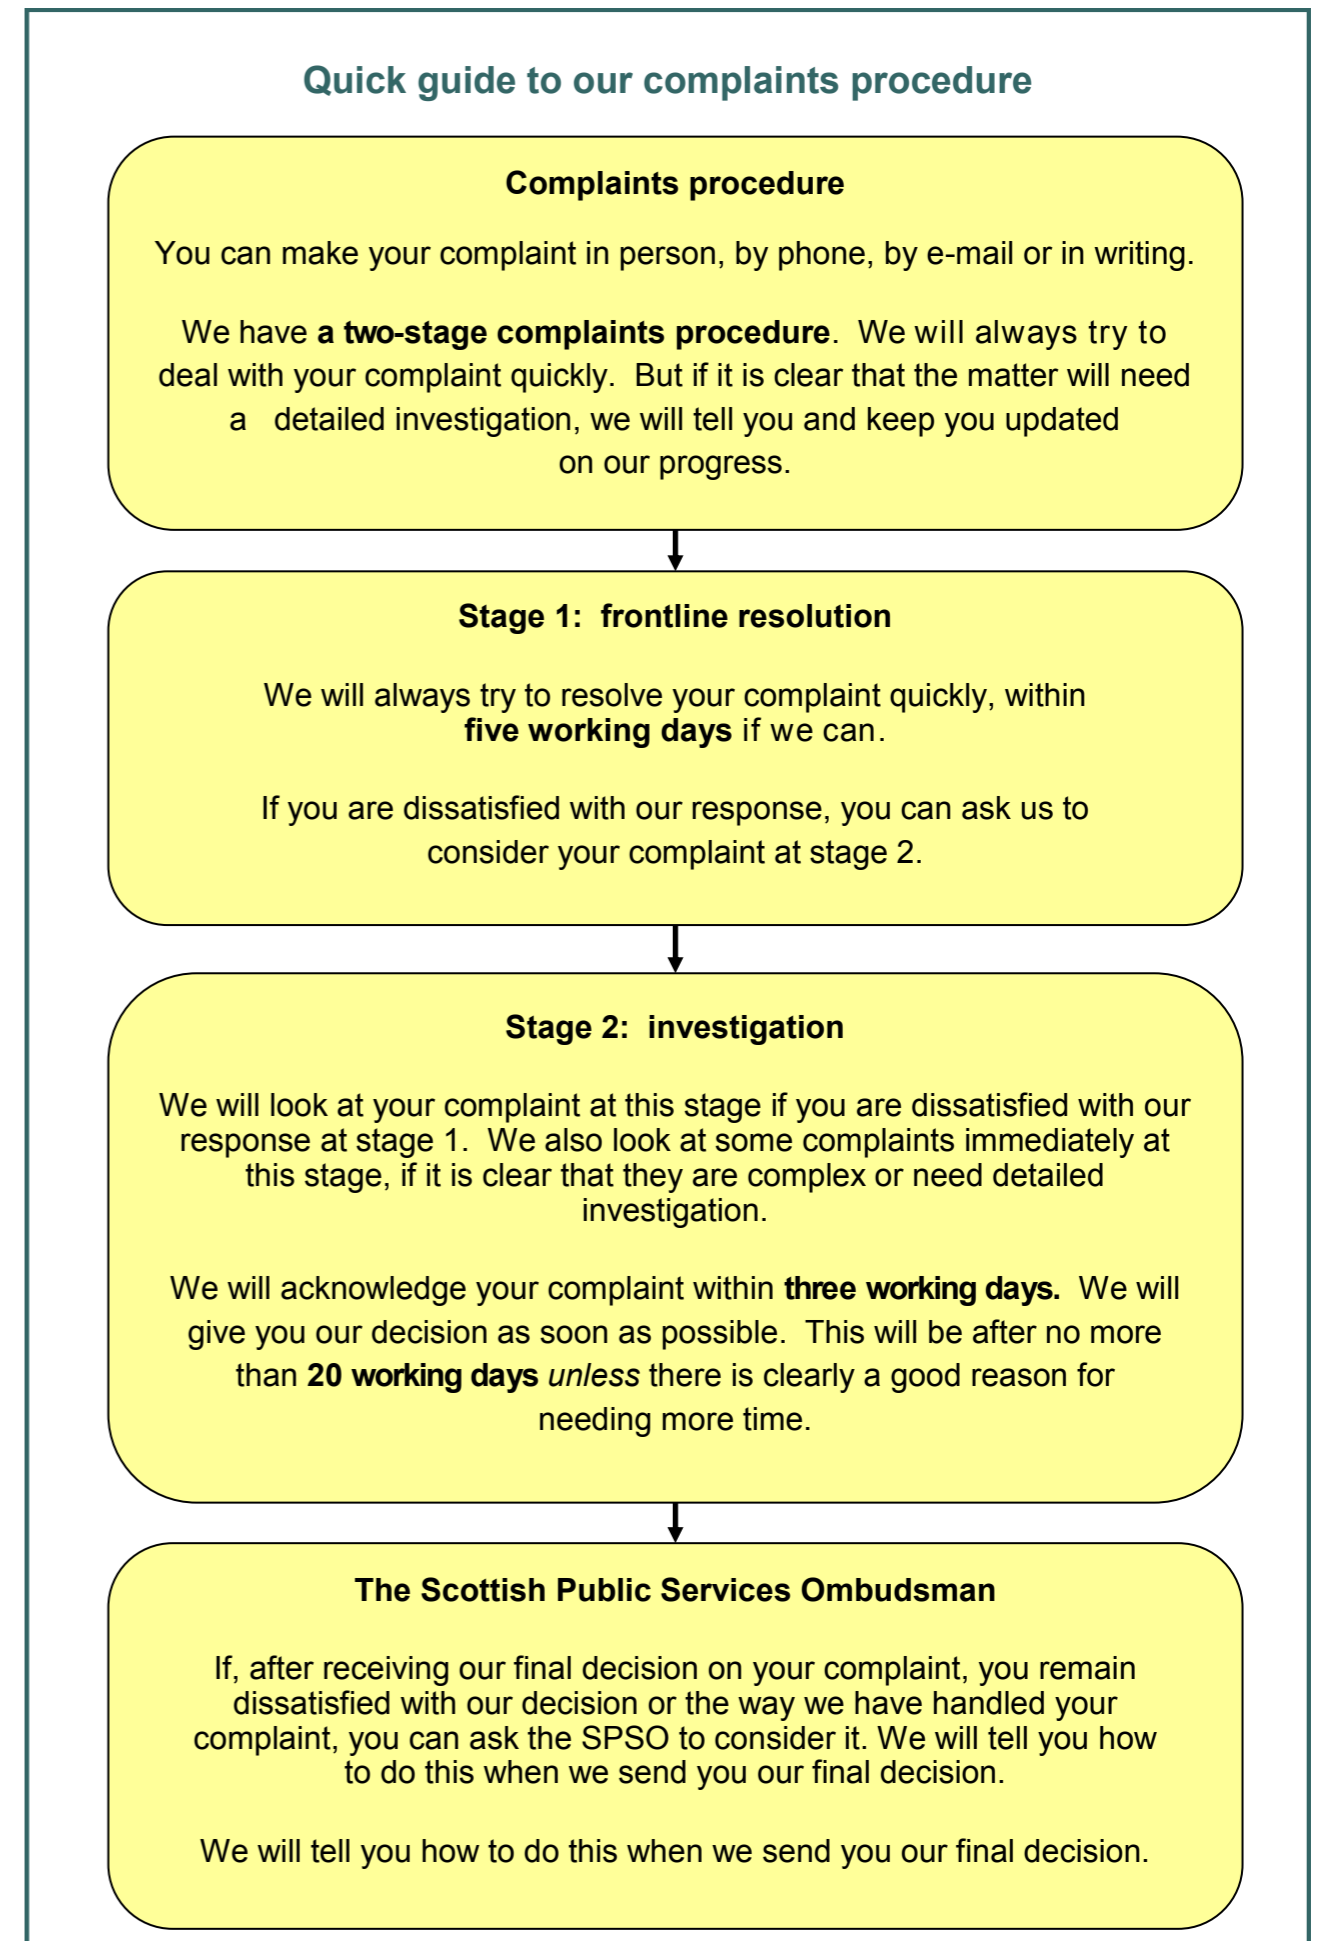 Quick guide to our complaints procedure
Complaints procedure
You can make your complaint in person, by phone, by e-mail or in writing.
We have a two-stage complaints procedure. We will always try to
deal with your complaint quickly. But if it is clear that the matter will need
a detailed investigation, we will tell you and keep you updated
on our progress.
Stage 1: frontline resolution
We will always try to resolve your complaint quickly, within
five working days if we can.
If you are dissatisfied with our response, you can ask us to
consider your complaint at stage 2.
Stage 2: investigation
We will look at your complaint at this stage if you are dissatisfied with our
response at stage 1. We also look at some complaints immediately at
this stage, if it is clear that they are complex or need detailed
investigation.
We will acknowledge your complaint within three working days. We will
give you our decision as soon as possible. This will be after no more
than 20 working days unless there is clearly a good reason for
needing more time.
The Scottish Public Services Ombudsman
If, after receiving our final decision on your complaint, you remain
dissatisfied with our decision or the way we have handled your
complaint, you can ask the SPSO to consider it. We will tell you how
to do this when we send you our final decision.
We will tell you how to do this when we send you our final decision.